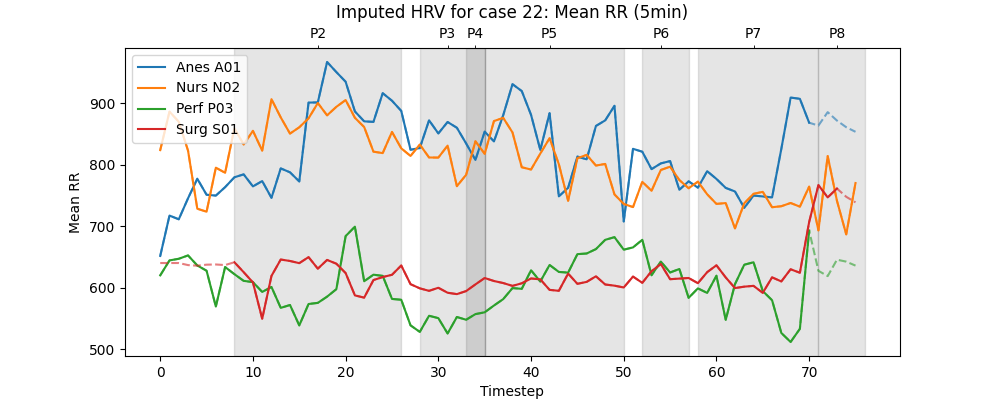 Imputed HRV for case 22: Mean RR (5min)
P2 P3 P4 P5 P6 P7 P8
Anes A01
Nurs N02
Perf P03
Surg S01
900
800
700
600
500
Mean RR
0 10 20 30 40 50 60 70
Timestep